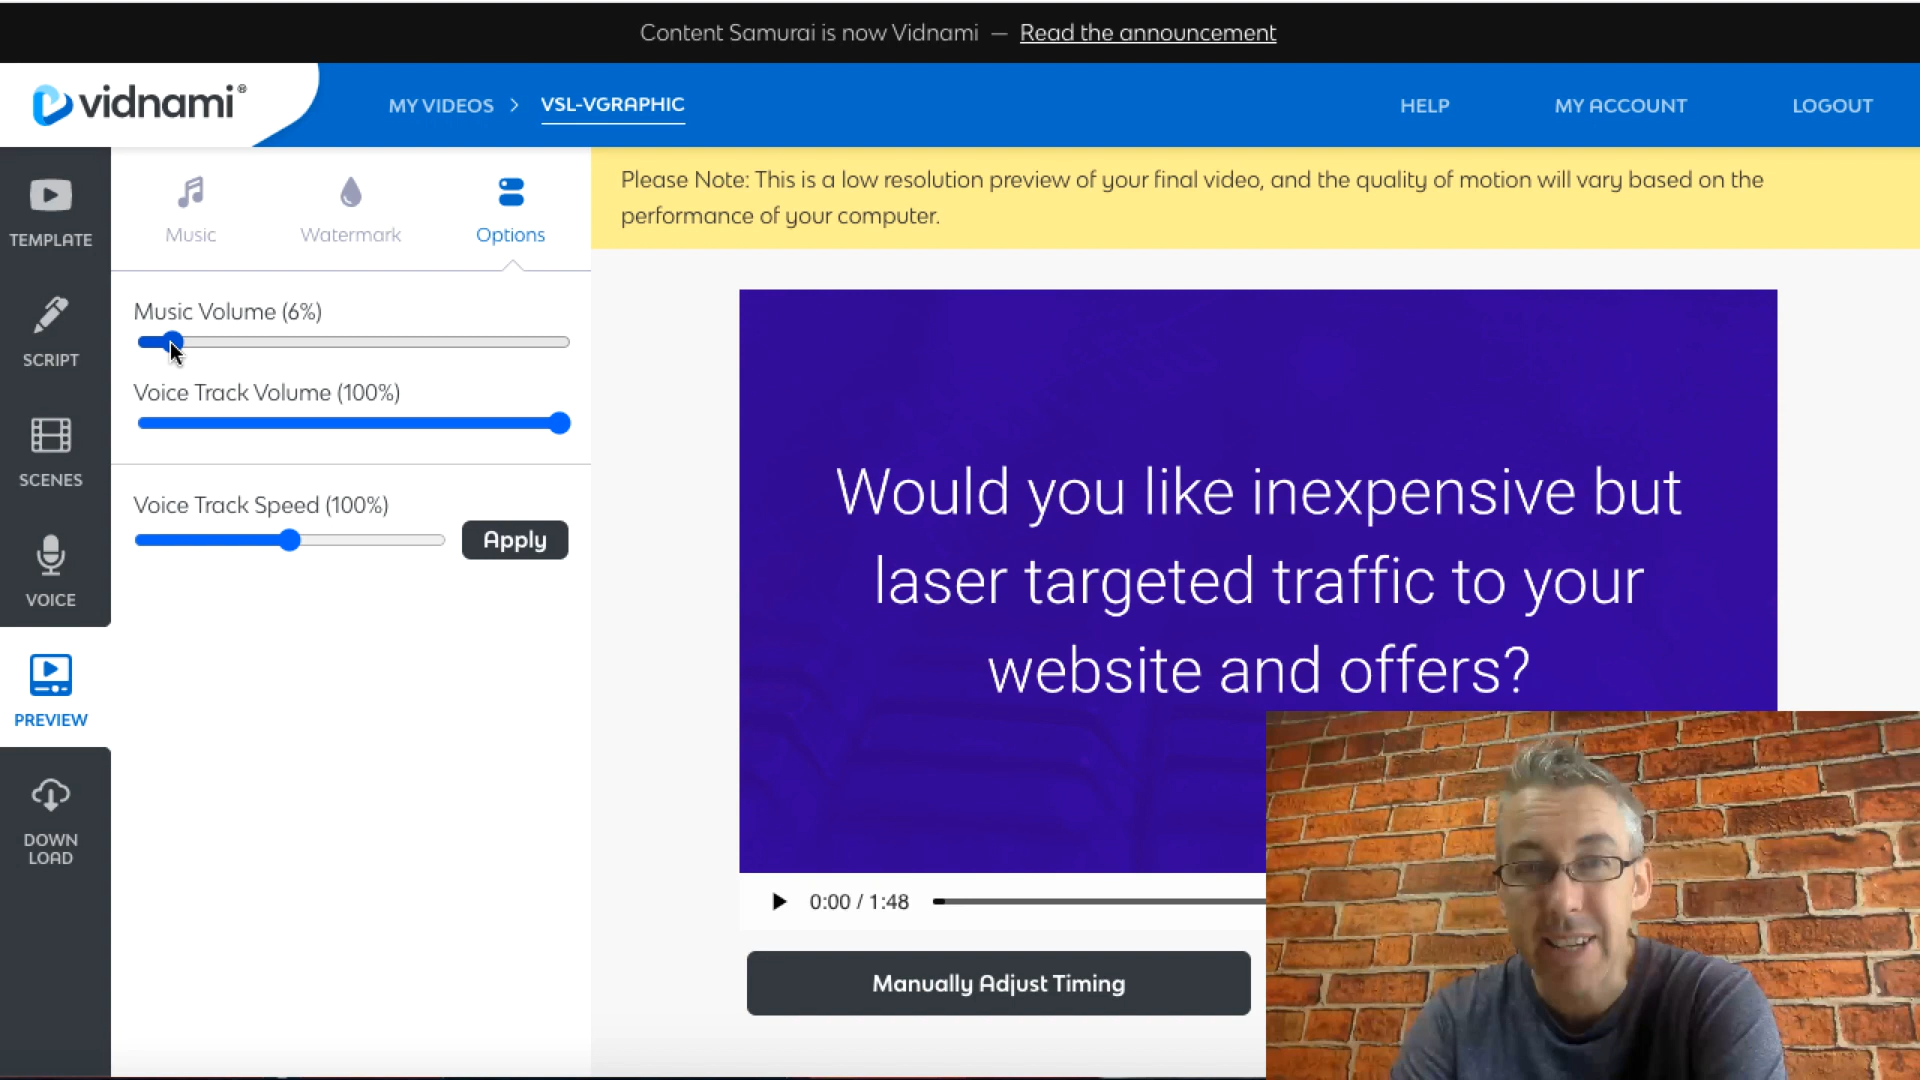 Content Samurai is now Vidnami — Read the announcement
vidnami®
MY VIDEOS > VSL-VGRAPHIC
HELP
MY ACCOUNT
LOGOUT
TEMPLATE
SCRIPT
SCENES
VOICE
PREVIEW
DOWN
LOAD
Music
Watermark
Options
Music Volume (6%)
Voice Track Volume (100%)
Voice Track Speed (100%)
Apply
Please Note: This is a low resolution preview of your final video, and the quality of motion will vary based on the
performance of your computer.
Would you like inexpensive but
laser targeted traffic to your
website and offers?
0:00 / 1:48
Manually Adjust Timing